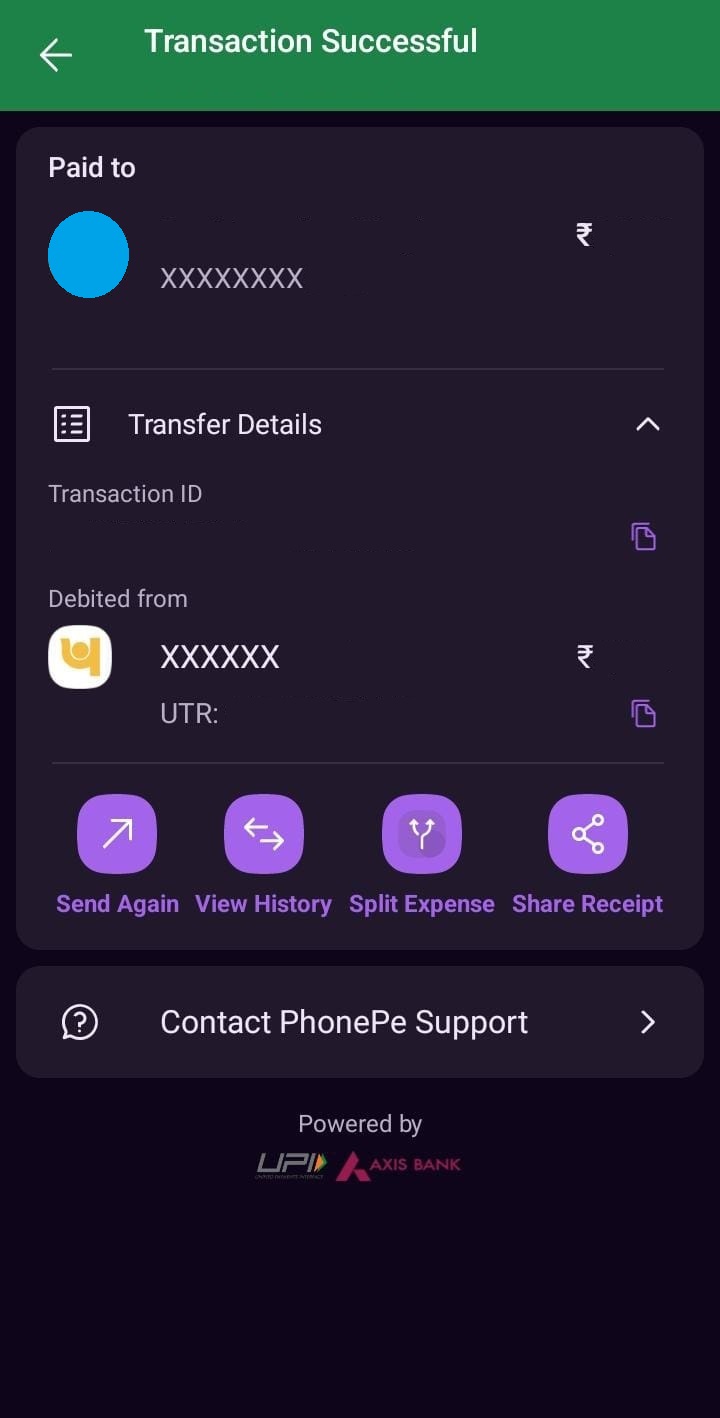 Transaction Successful
Paid to
₹
XXXXXXXX
Transfer Details
Transaction ID
Debited from
XXXXXX ₹
UTR:
Send Again View History Split Expense Share Receipt
Contact PhonePe Support
Powered by
UPI AXIS BANK
UNIFIED PAYMENTS INTERFACE